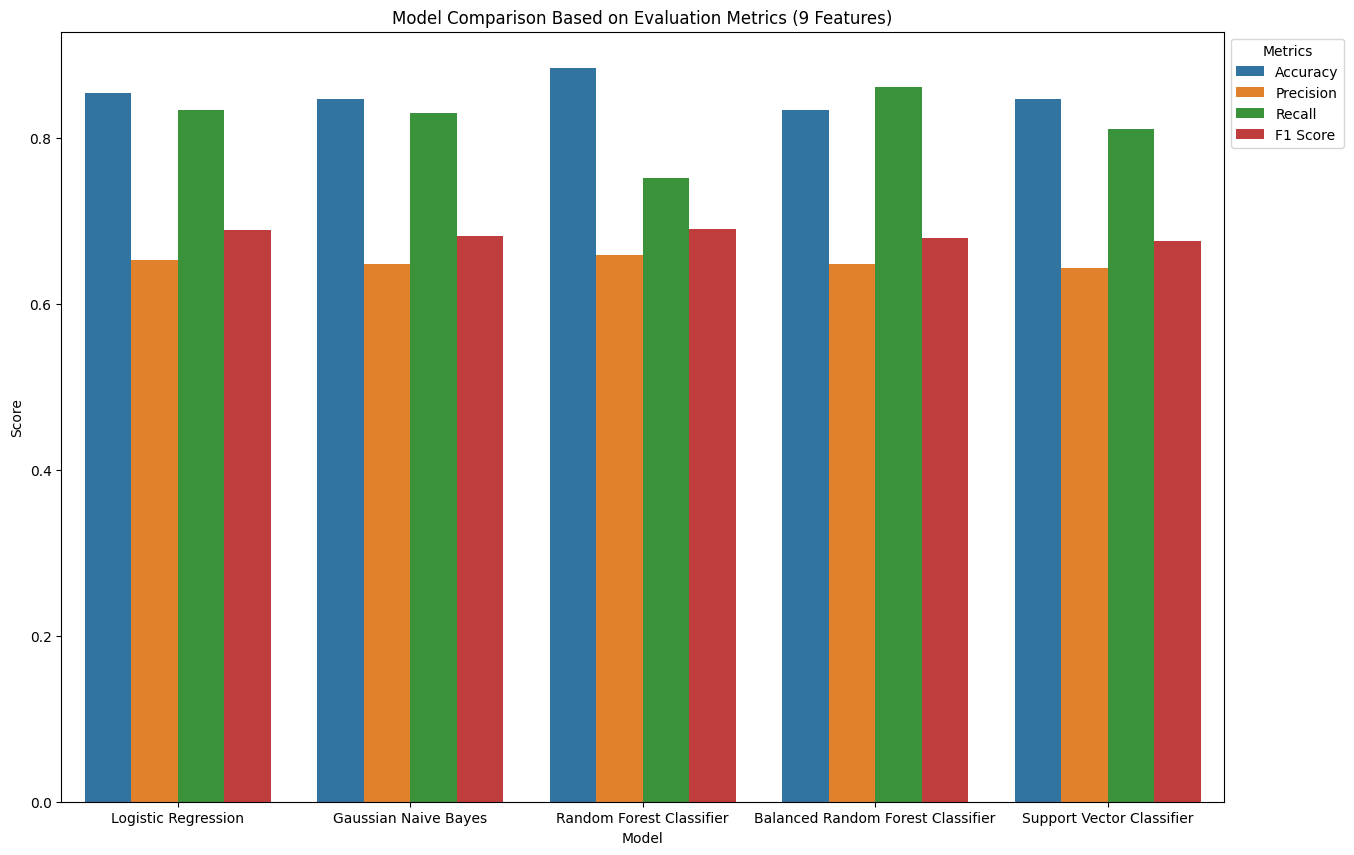 Model Comparison Based on Evaluation Metrics (9 Features)
Metrics
Accuracy
Precision
Recall
F1 Score
Score
0.8
0.6
0.4
0.2
0.0
Logistic Regression
Gaussian Naive Bayes
Random Forest Classifier
Balanced Random Forest Classifier
Support Vector Classifier
Model